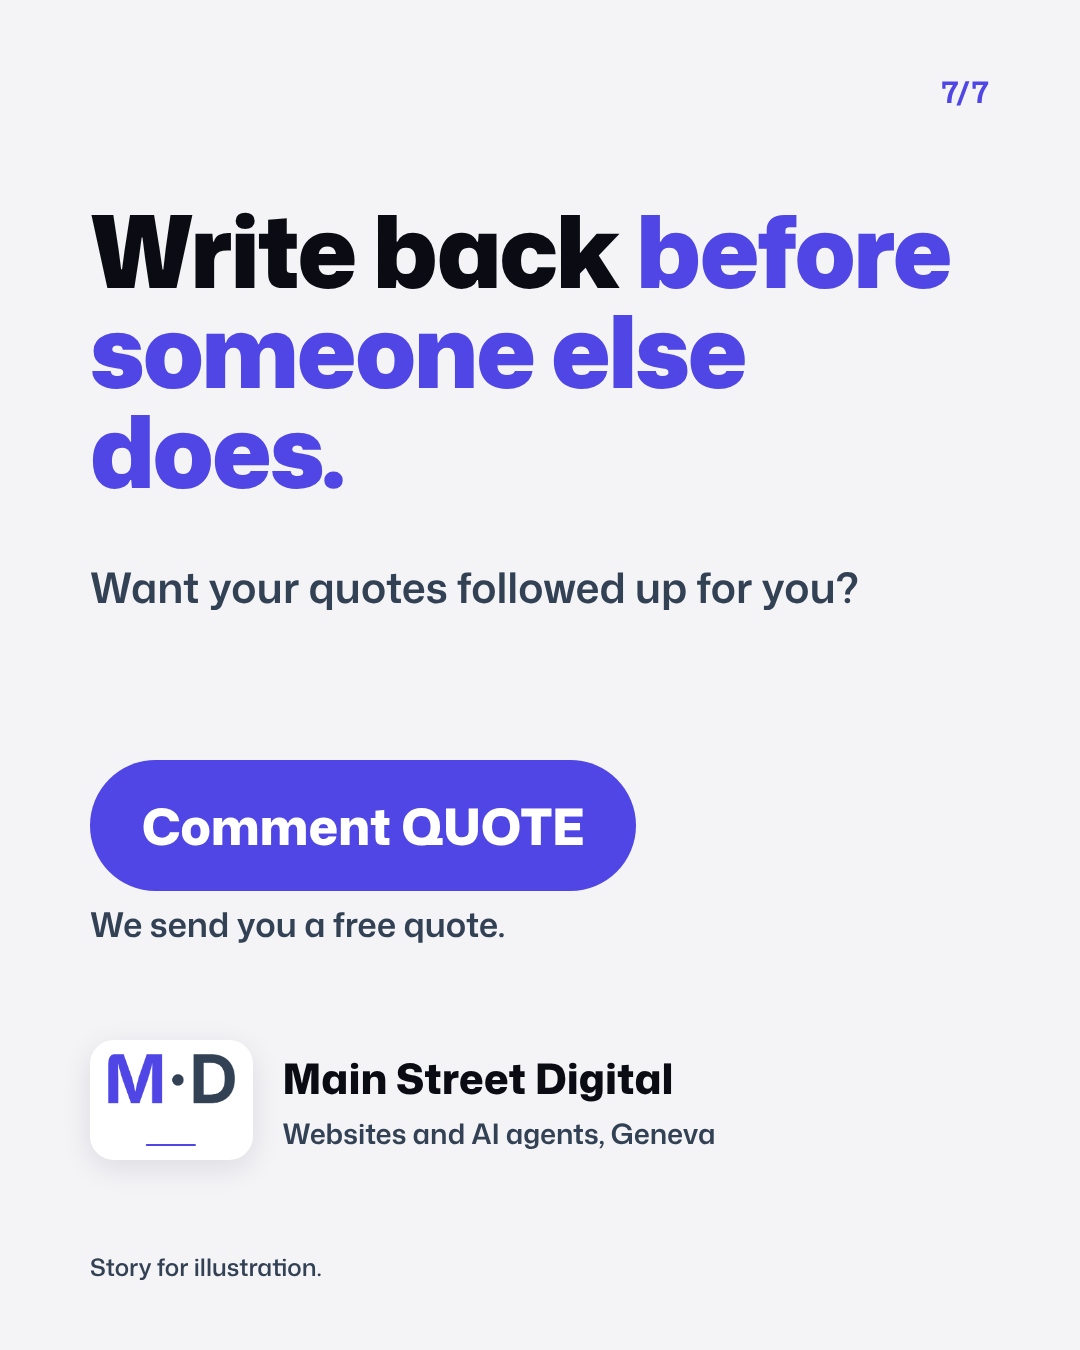 7/7
Write back before
someone else
does.
Want your quotes followed up for you?
Comment QUOTE
We send you a free quote.
M·D
Main Street Digital
Websites and AI agents, Geneva
Story for illustration.